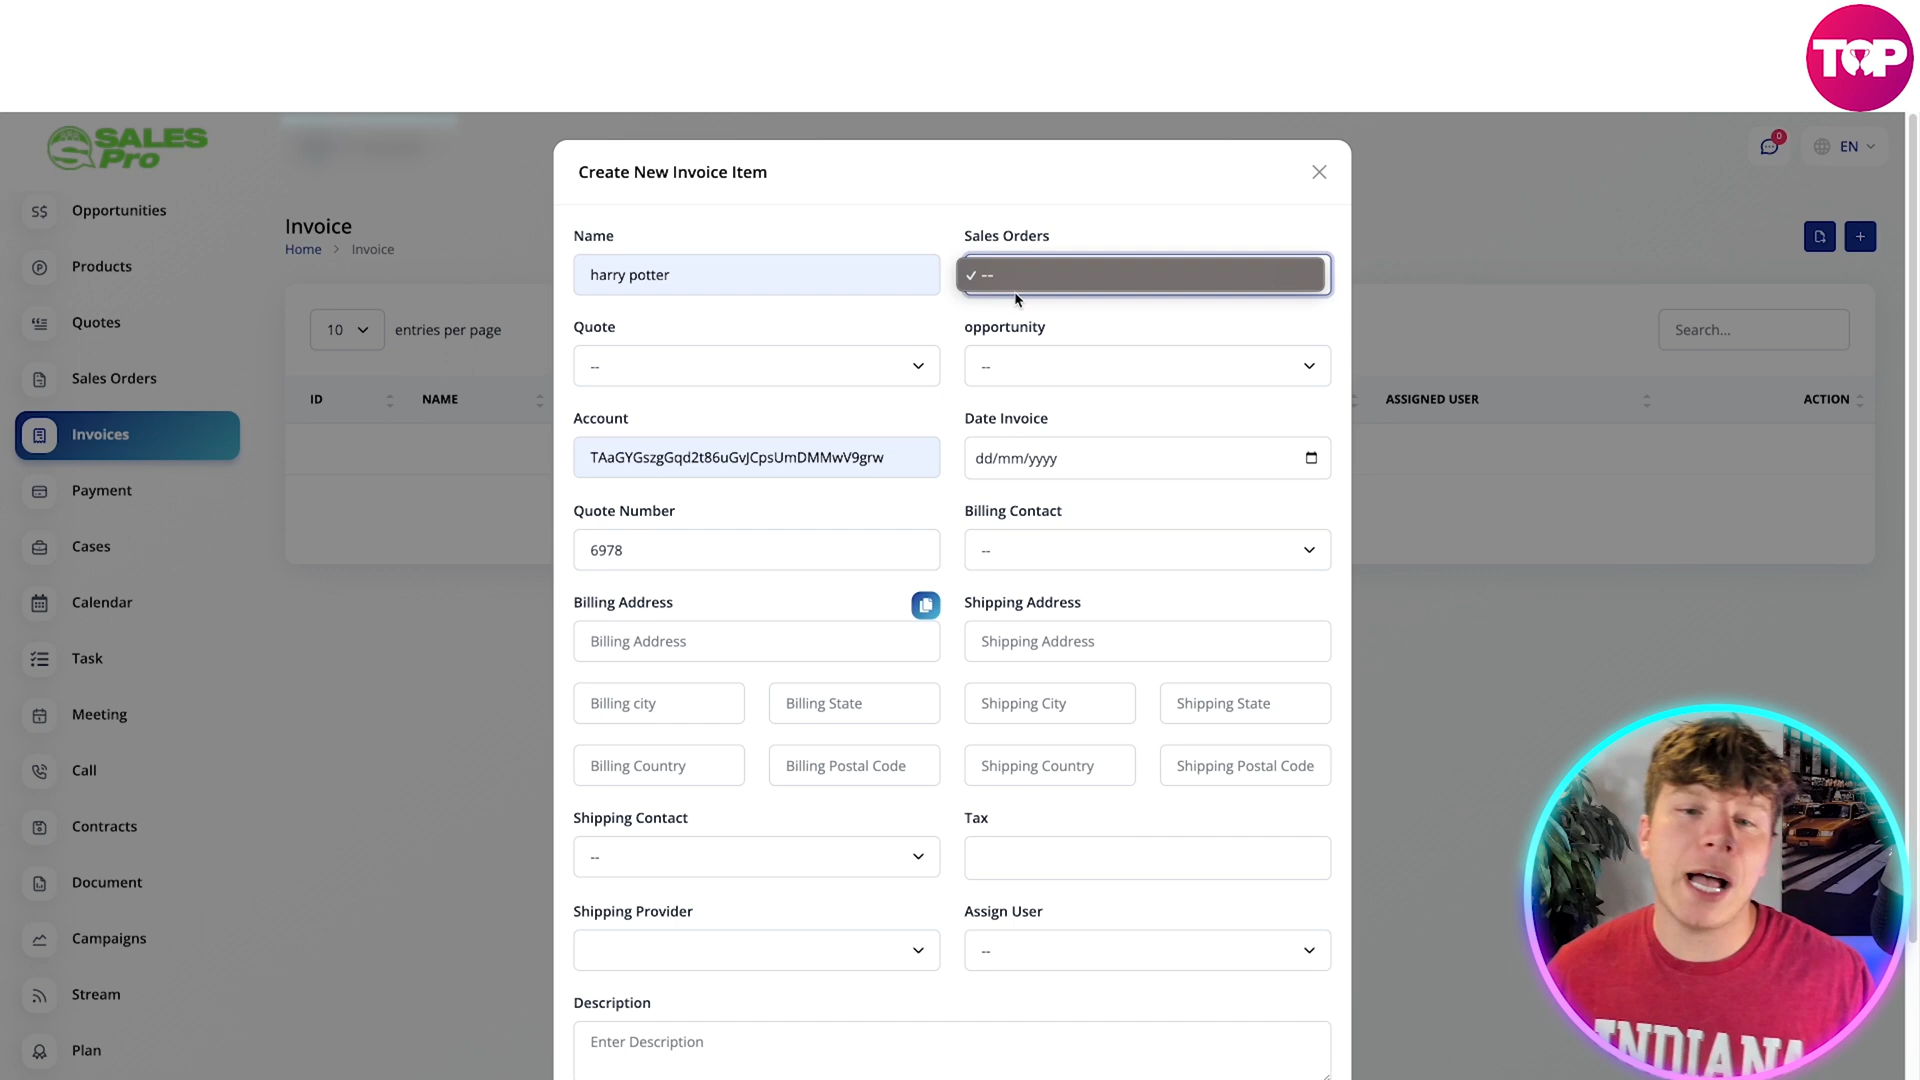 TOP
SALES
Pro
0
EN
Opportunities
Products
Quotes
Sales Orders
Invoices
Payment
Cases
Calendar
Task
Meeting
Call
Contracts
Document
Campaigns
Stream
Plan
Invoice
Home > Invoice
10 entries per page
Search...
ID NAME ASSIGNED USER ACTION
Create New Invoice Item
Name Sales Orders
harry potter ✓ --
Quote opportunity
-- --
Account Date Invoice
TAaGYGszgGqd2t86uGvJCpsUmDMMwV9grw dd/mm/yyyy
Quote Number Billing Contact
6978 --
Billing Address Shipping Address
Billing Address Shipping Address
Billing city Billing State Shipping City Shipping State
Billing Country Billing Postal Code Shipping Country Shipping Postal Code
Shipping Contact Tax
--
Shipping Provider Assign User
--
Description
Enter Description
INDIANA